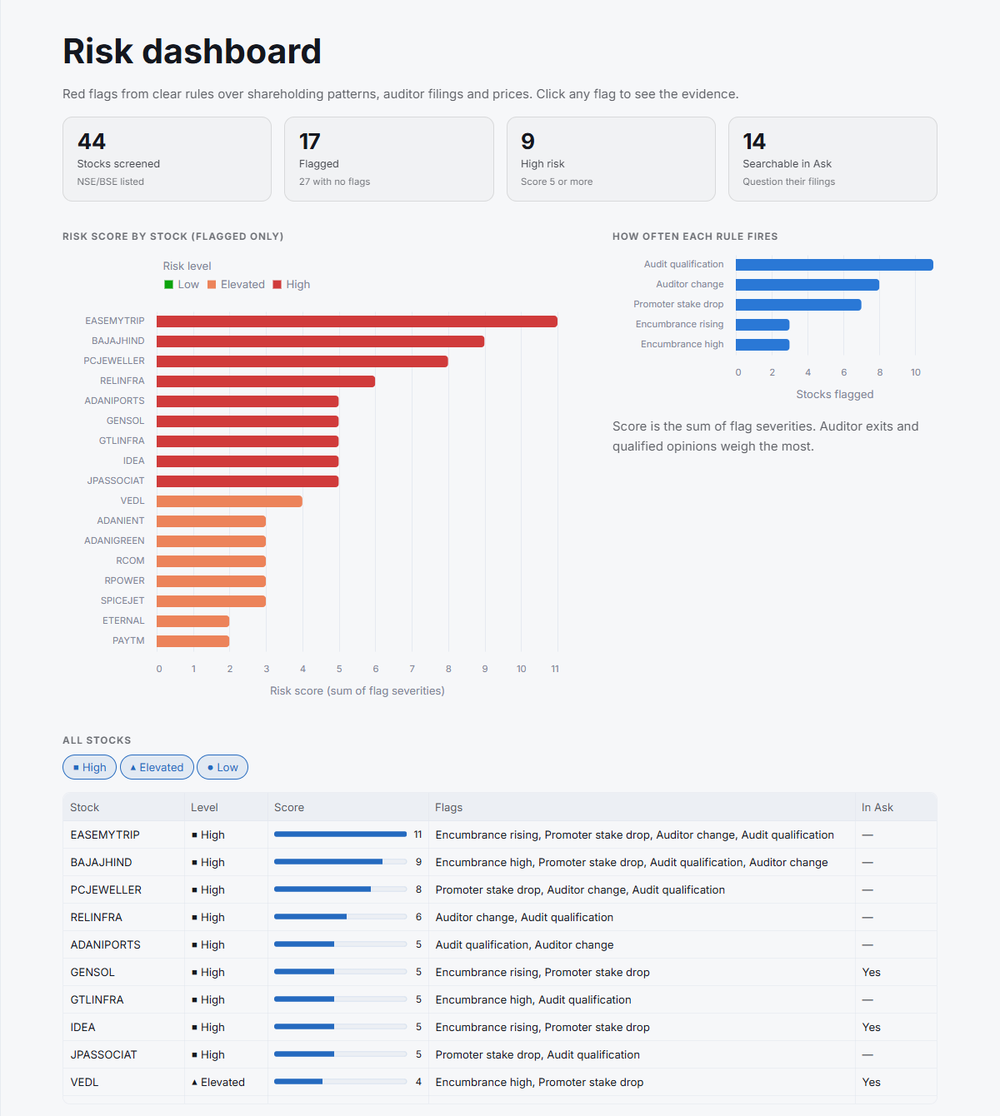 Risk dashboard
Red flags from clear rules over shareholding patterns, auditor filings and prices. Click any flag to see the evidence.
44
Stocks screened
NSE/BSE listed
17
Flagged
27 with no flags
9
High risk
Score 5 or more
14
Searchable in Ask
Question their filings
RISK SCORE BY STOCK (FLAGGED ONLY)
Risk level
Low Elevated High
EASEMYTRIP
BAJAJHIND
PCJEWELLER
RELINFRA
ADANIPORTS
GENSOL
GTLINFRA
IDEA
JPASSOCIAT
VEDL
ADANIENT
ADANIGREEN
RCOM
RPOWER
SPICEJET
ETERNAL
PAYTM
0 1 2 3 4 5 6 7 8 9 10 11
Risk score (sum of flag severities)
HOW OFTEN EACH RULE FIRES
Audit qualification
Auditor change
Promoter stake drop
Encumbrance rising
Encumbrance high
0 2 4 6 8 10
Stocks flagged
Score is the sum of flag severities. Auditor exits and
qualified opinions weigh the most.
ALL STOCKS
■ High ▲ Elevated ● Low
Stock Level Score Flags In Ask
EASEMYTRIP ■ High 11 Encumbrance rising, Promoter stake drop, Auditor change, Audit qualification —
BAJAJHIND ■ High 9 Encumbrance high, Promoter stake drop, Audit qualification, Auditor change —
PCJEWELLER ■ High 8 Promoter stake drop, Auditor change, Audit qualification —
RELINFRA ■ High 6 Auditor change, Audit qualification —
ADANIPORTS ■ High 5 Audit qualification, Auditor change —
GENSOL ■ High 5 Encumbrance rising, Promoter stake drop Yes
GTLINFRA ■ High 5 Encumbrance high, Audit qualification —
IDEA ■ High 5 Encumbrance rising, Promoter stake drop Yes
JPASSOCIAT ■ High 5 Promoter stake drop, Audit qualification —
VEDL ▲ Elevated 4 Encumbrance high, Promoter stake drop Yes